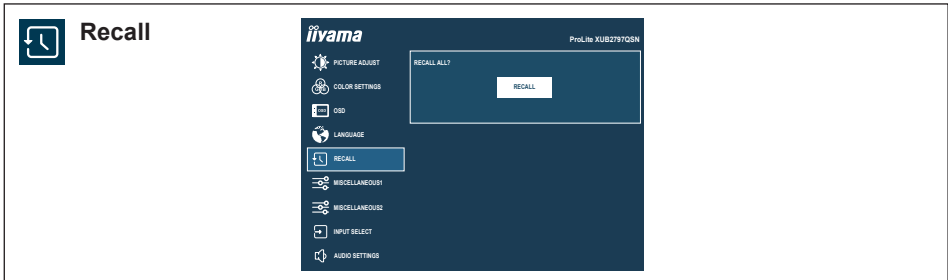 Recall
iiyama
ProLite XUB2797QSN
PICTURE ADJUST
RECALL ALL?
COLOR SETTINGS
RECALL
OSD
LANGUAGE
RECALL
MISCELLANEOUS1
MISCELLANEOUS2
INPUT SELECT
AUDIO SETTINGS